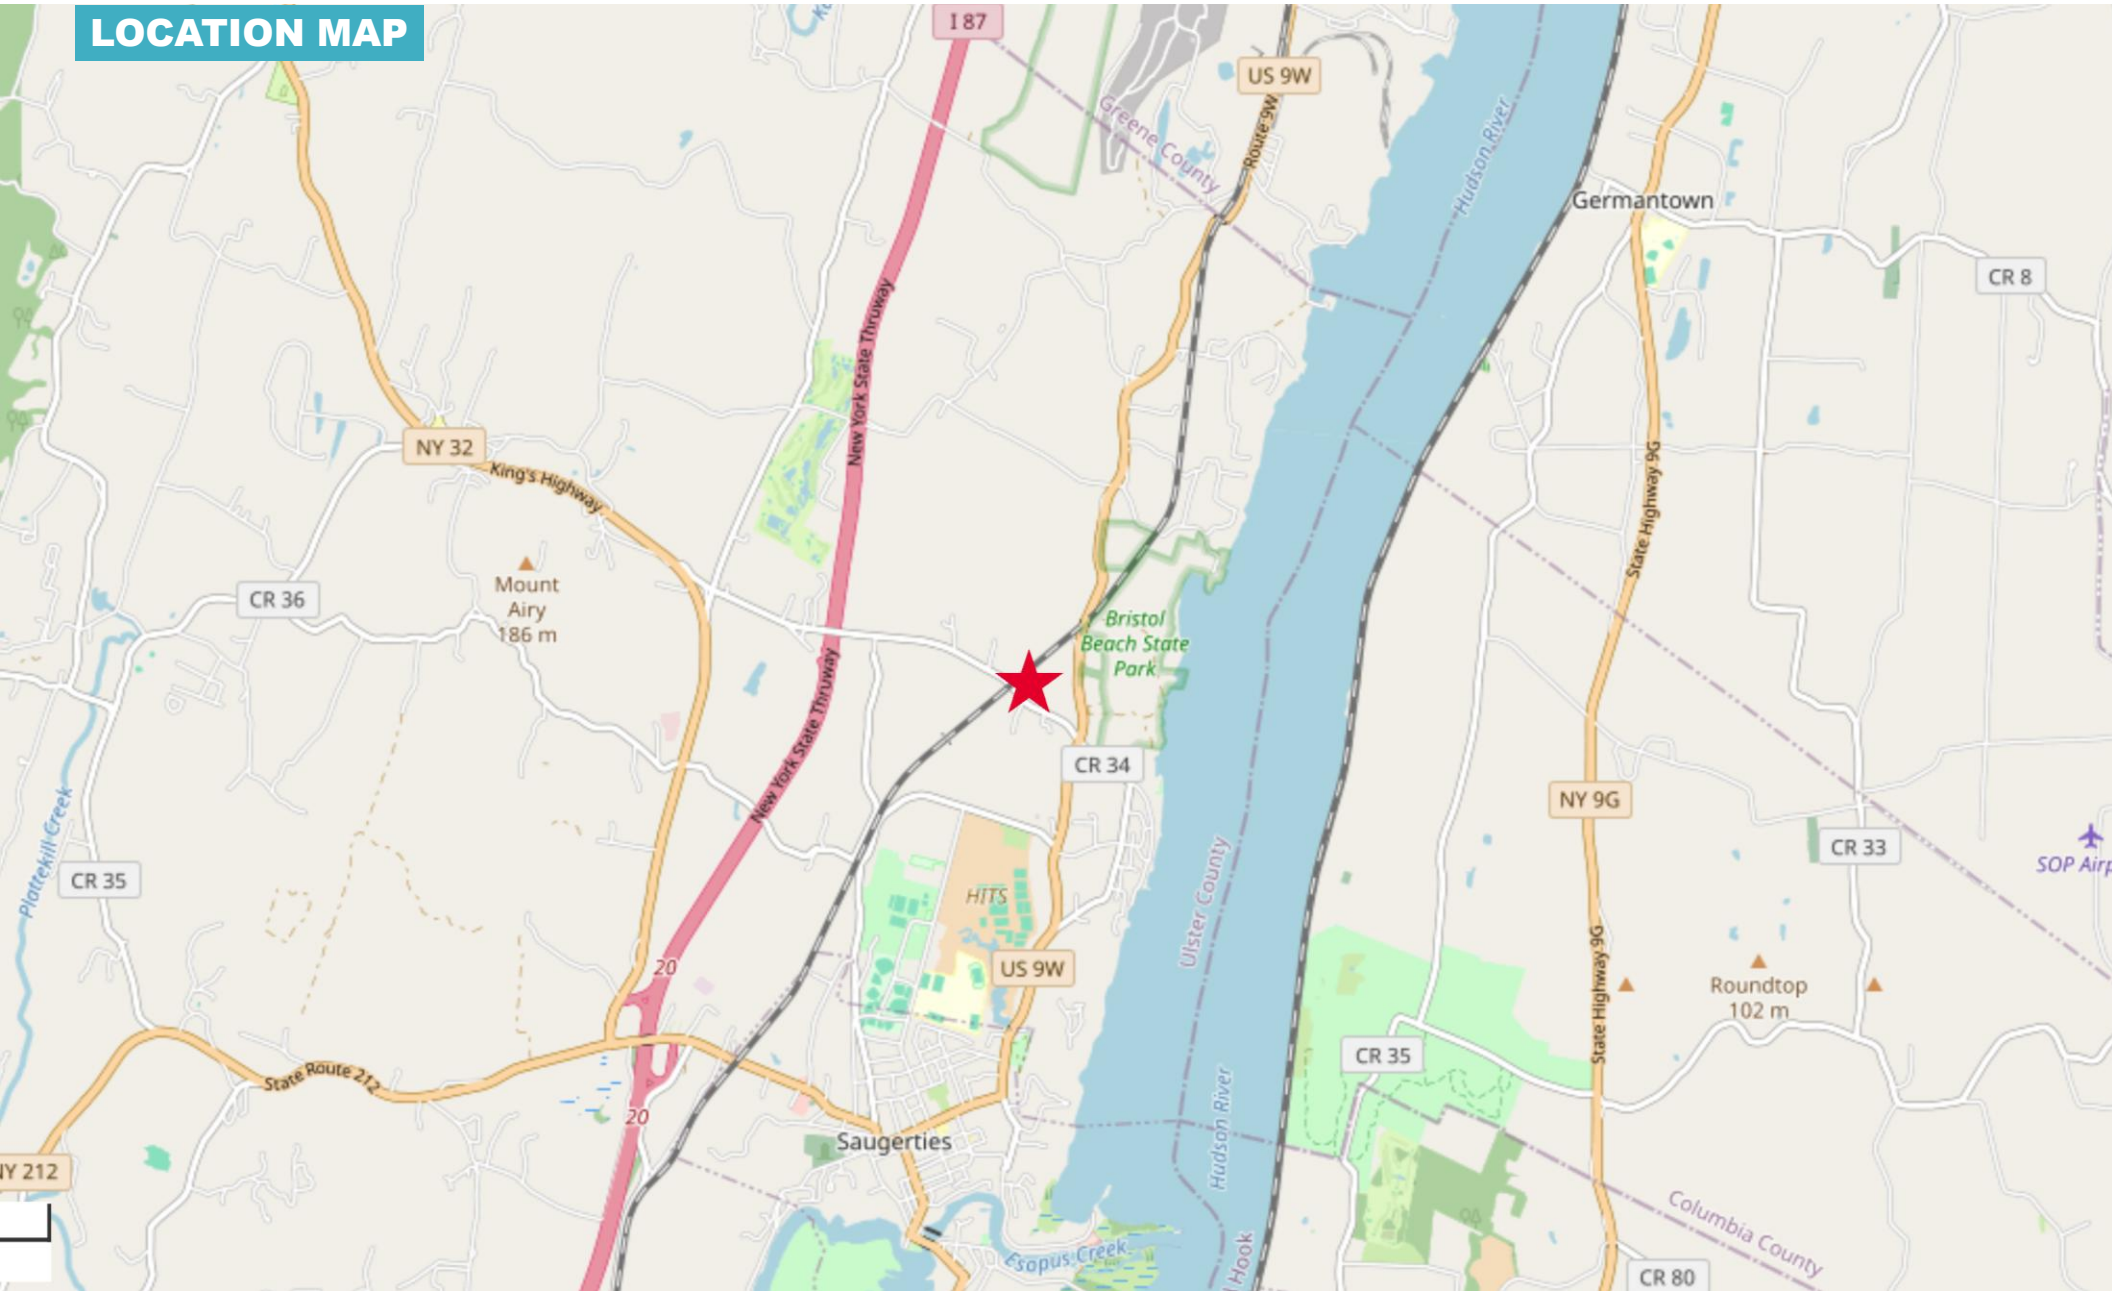 LOCATION MAP
I 87
US 9W
Greene County
Route 9W
Hudson River
Germantown
CR 8
New York State Thruway
NY 32
King's Highway
State Highway 9G
Mount
Airy
186 m
CR 36
Bristol
Beach State
Park
New York State Thruway
CR 34
NY 9G
CR 33
SOP Airp
Plattekill Creek
CR 35
HITS
Ulster County
US 9W
20
State Highway 9G
Roundtop
102 m
CR 35
State Route 212
20
Saugerties
Hudson River
NY 212
Columbia County
Esopus Creek
Hook
CR 80